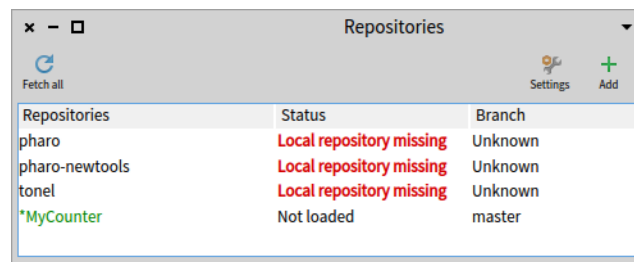 Repositories
Fetch all Settings Add
Repositories Status Branch
pharo Local repository missing Unknown
pharo-newtools Local repository missing Unknown
tonel Local repository missing Unknown
*MyCounter Not loaded master